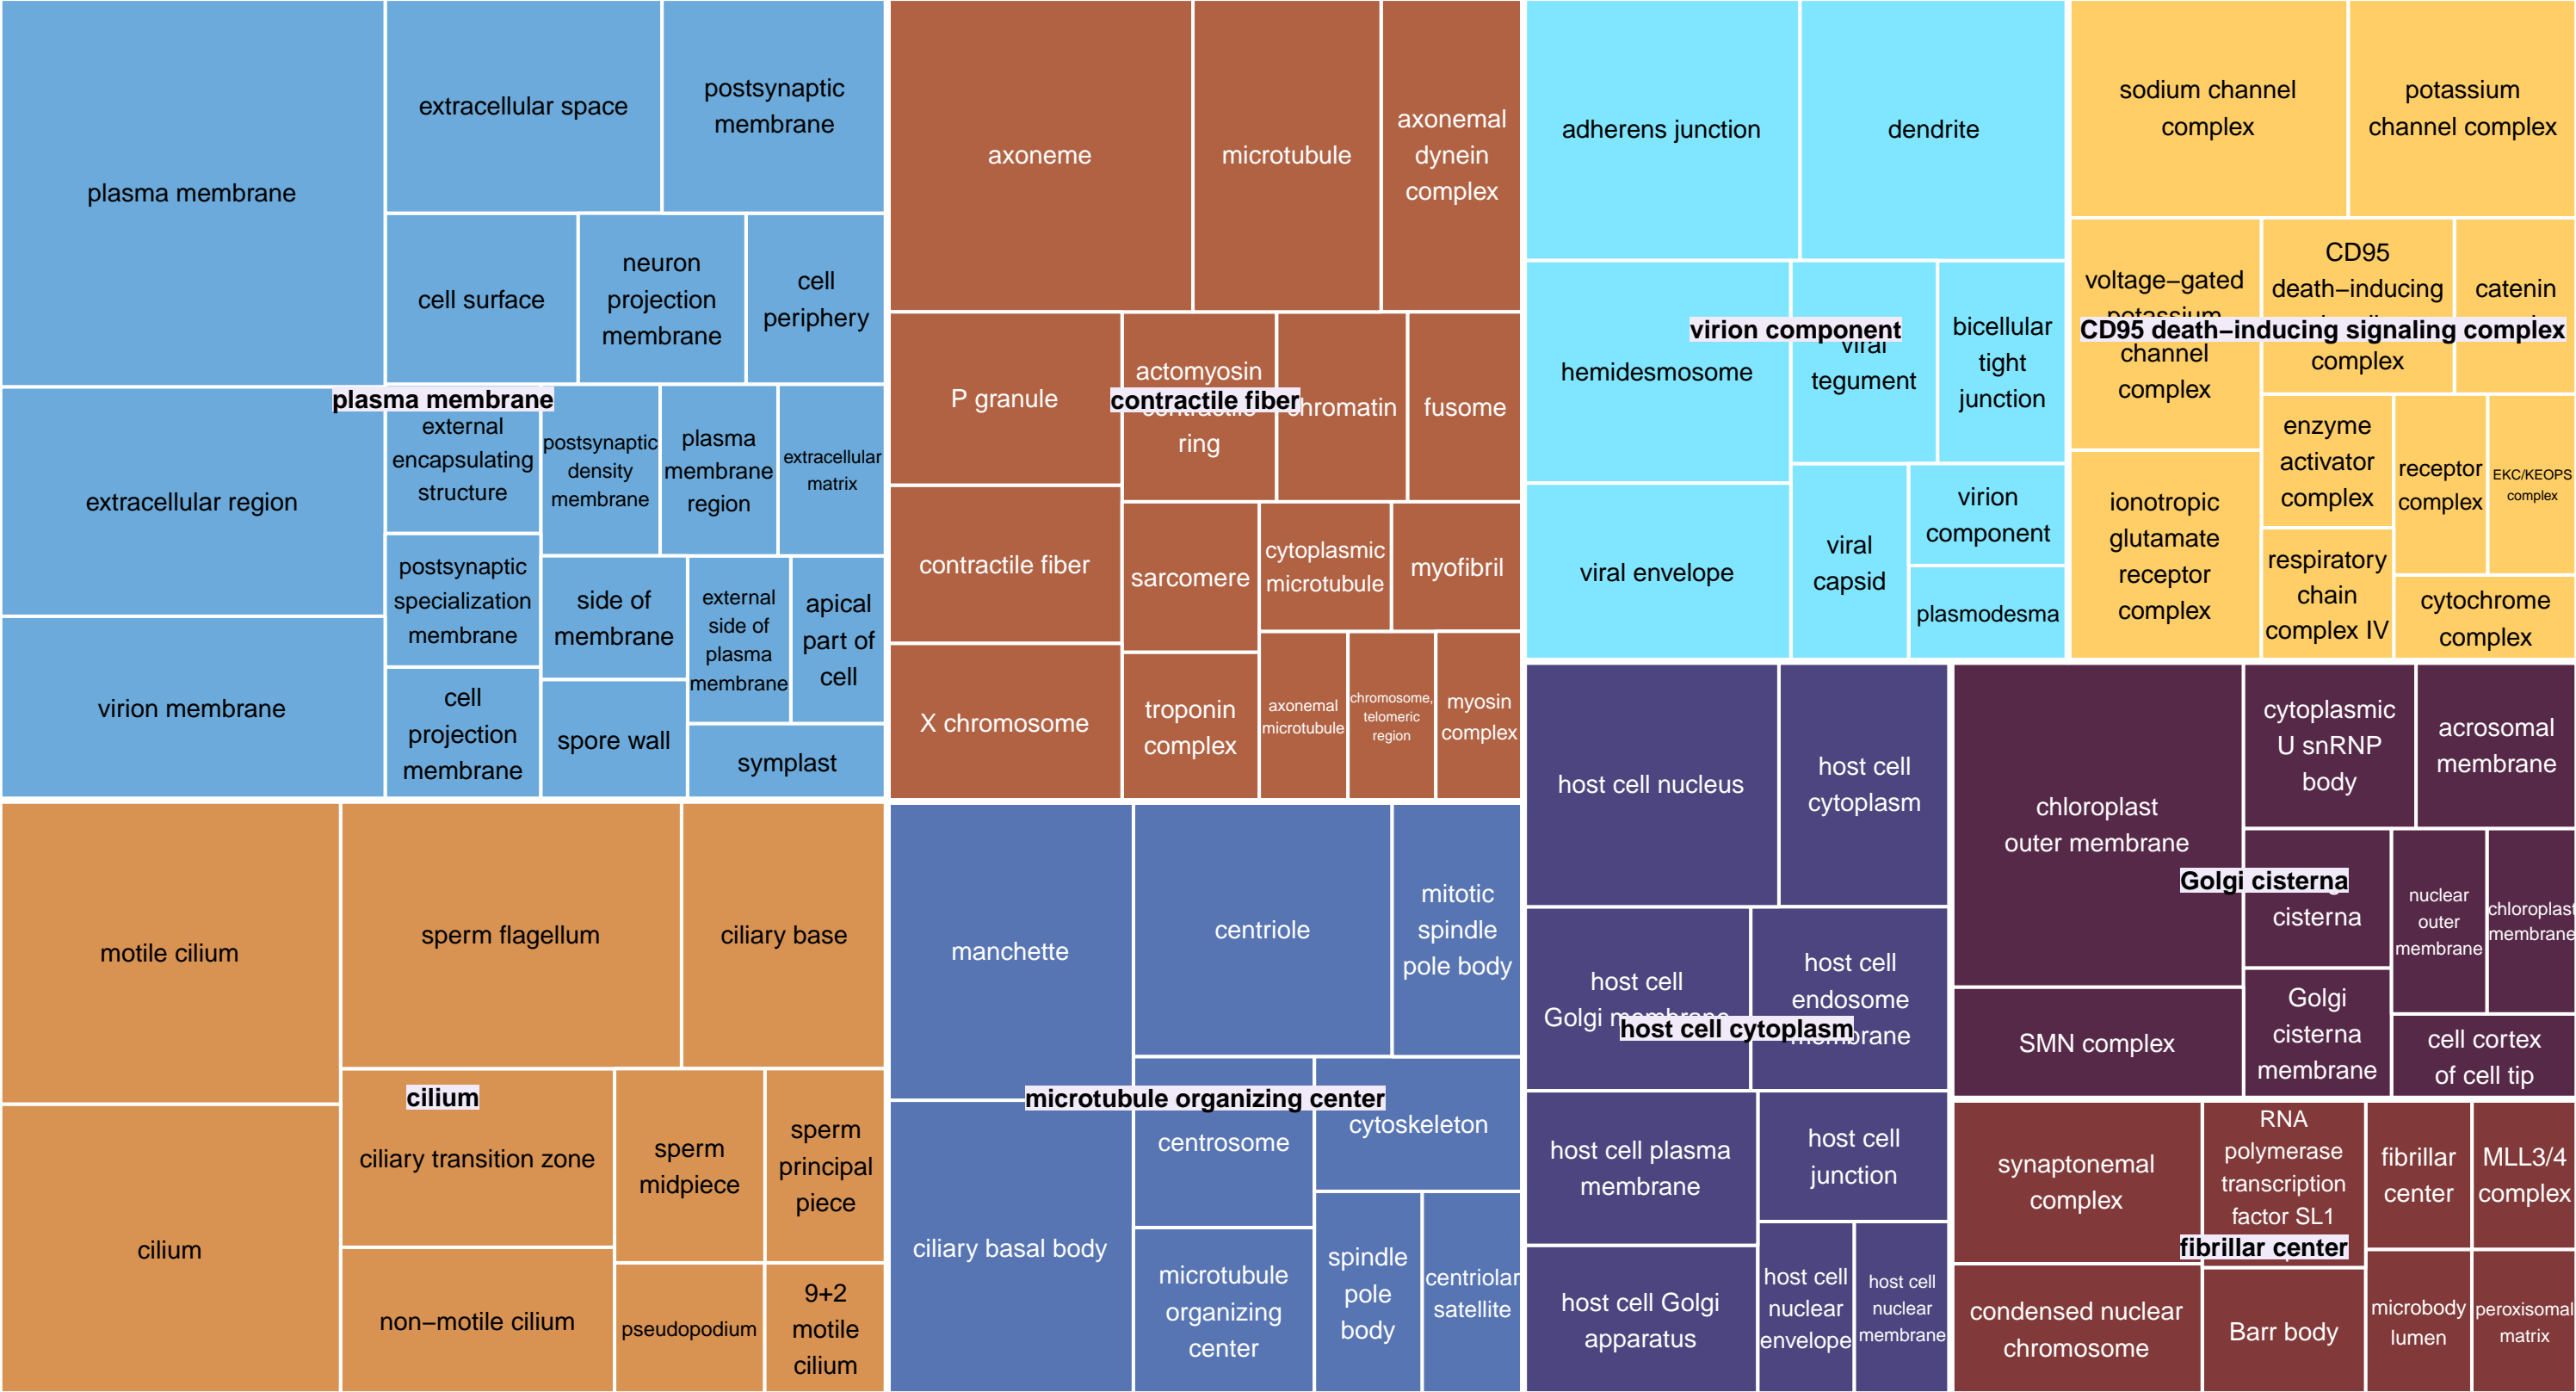 plasma membrane
extracellular space
postsynaptic
membrane
cell surface
neuron
projection
membrane
cell
periphery
plasma membrane
extracellular region
external
encapsulating
structure
postsynaptic
density
membrane
plasma
membrane
region
extracellular
matrix
virion membrane
postsynaptic
specialization
membrane
side of
membrane
external
side of
plasma
membrane
apical
part of
cell
cell
projection
membrane
spore wall
symplast
axoneme
microtubule
axonemal
dynein
complex
P granule
actomyosin
contractile
ring
contractile fiber
chromatin
fusome
contractile fiber
sarcomere
cytoplasmic
microtubule
myofibril
X chromosome
troponin
complex
axonemal
microtubule
chromosome,
telomeric
region
myosin
complex
adherens junction
dendrite
virion component
hemidesmosome
viral
tegument
bicellular
tight
junction
viral envelope
viral
capsid
virion
component
plasmodesma
sodium channel
complex
potassium
channel complex
voltage−gated
potassium
channel
complex
CD95
death−inducing
complex
catenin
CD95 death−inducing signaling complex
ionotropic
glutamate
receptor
complex
enzyme
activator
complex
receptor
complex
EKC/KEOPS
complex
respiratory
chain
complex IV
cytochrome
complex
motile cilium
sperm flagellum
ciliary base
cilium
cilium
ciliary transition zone
sperm
midpiece
sperm
principal
piece
non−motile cilium
pseudopodium
9+2
motile
cilium
manchette
centriole
mitotic
spindle
pole body
microtubule organizing center
ciliary basal body
centrosome
cytoskeleton
microtubule
organizing
center
spindle
pole
body
centriolar
satellite
host cell nucleus
host cell
cytoplasm
host cell
Golgi membrane
host cell
endosome
membrane
host cell cytoplasm
host cell plasma
membrane
host cell
junction
host cell Golgi
apparatus
host cell
nuclear
envelope
host cell
nuclear
membrane
chloroplast
outer membrane
cytoplasmic
U snRNP
body
acrosomal
membrane
Golgi cisterna
cisterna
nuclear
outer
membrane
chloroplast
membrane
SMN complex
Golgi
cisterna
membrane
cell cortex
of cell tip
synaptonemal
complex
RNA
polymerase
transcription
factor SL1
fibrillar
center
MLL3/4
complex
fibrillar center
condensed nuclear
chromosome
Barr body
microbody
lumen
peroxisomal
matrix